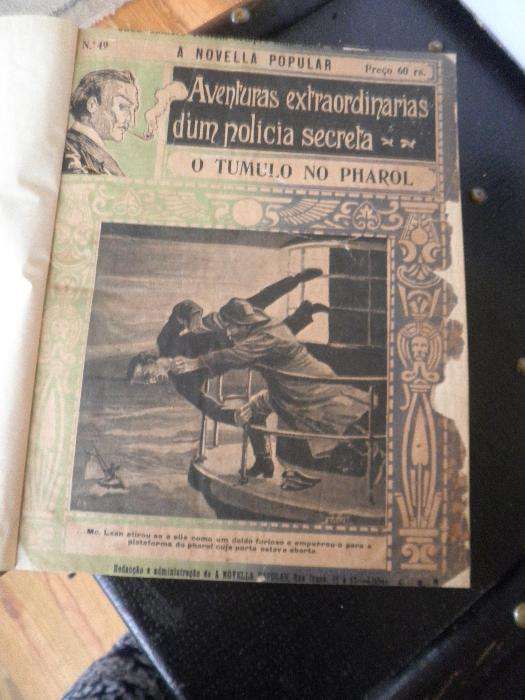 N.º 49
A NOVELLA POPULAR
Preço 60 rs.
Aventuras extraordinarias
d'um policia secreta
O TUMULO NO PHAROL
...Mc. Lean atirou se a elle como um doido furioso e empurrou-o para a
plataforma do pharol cuja porta estava aberta.
Redacção e administração de A NOVELLA POPULAR, Rua